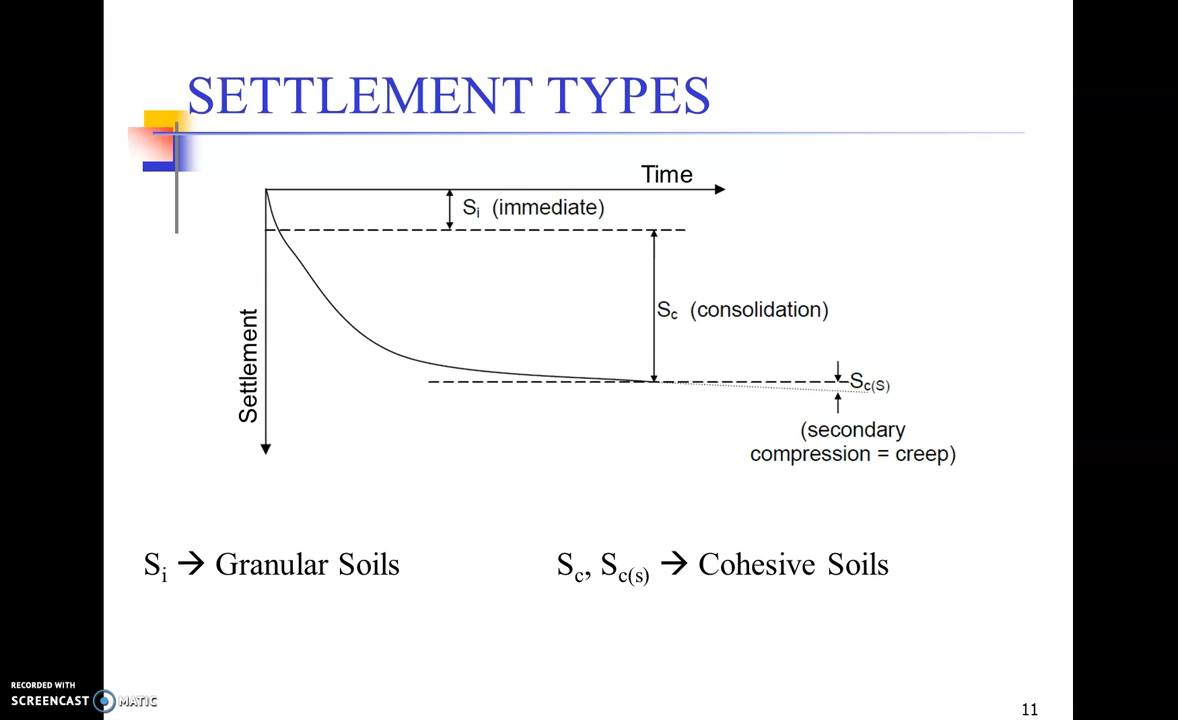 SETTLEMENT TYPES
Time
Si (immediate)
Settlement
Sc (consolidation)
Sc(S)
(secondary
compression = creep)
Si → Granular Soils
Sc, Sc(s) → Cohesive Soils
RECORDED WITH
SCREENCAST MATIC
11